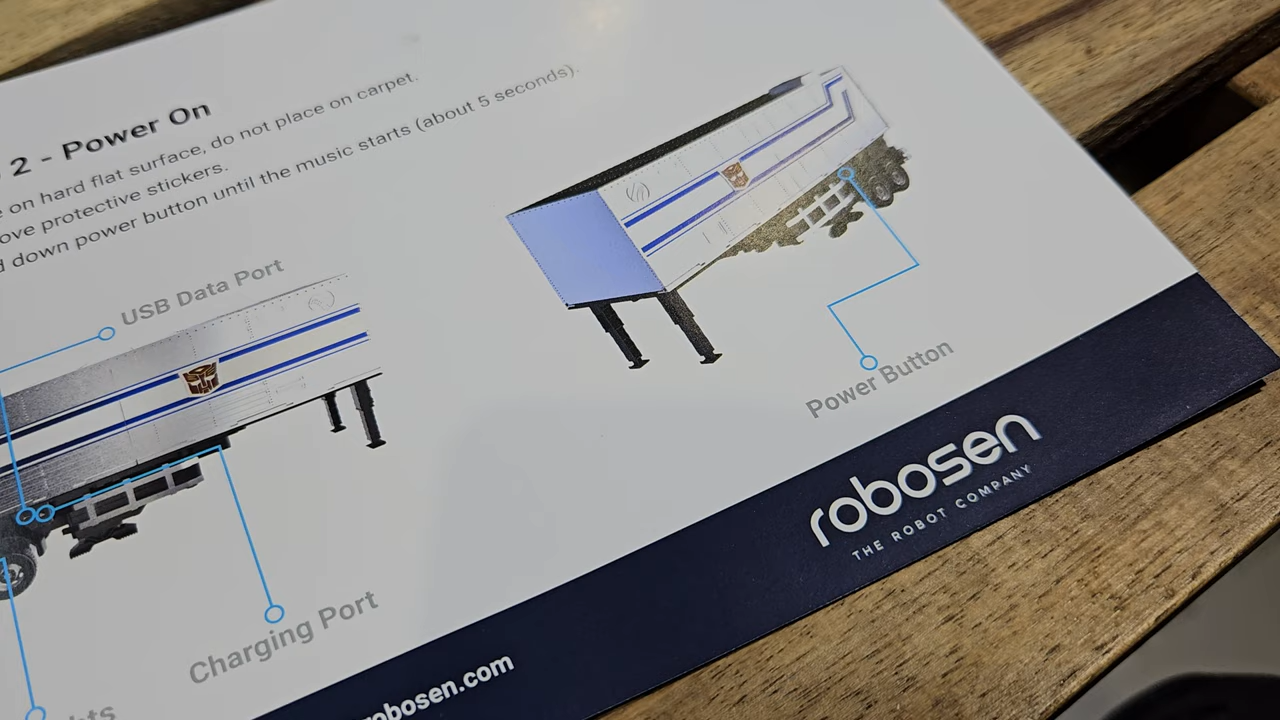 2 - Power On
on hard flat surface, do not place on carpet.
protective stickers.
down power button until the music starts (about 5 seconds).
USB Data Port
Power Button
Charging Port
robosen
THE ROBOT COMPANY
robosen.com